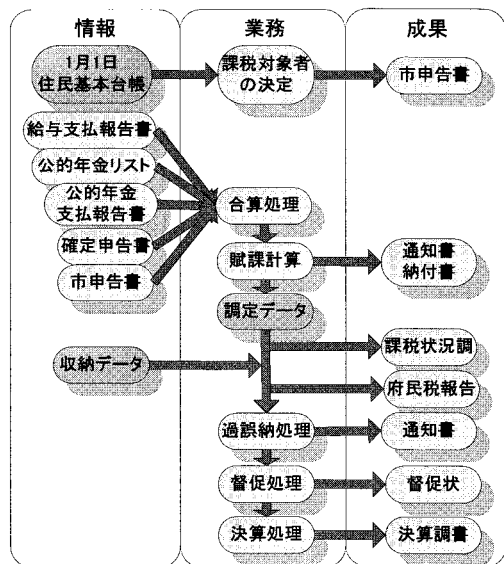 情報
業務
成果
1月1日
住民基本台帳
課税対象者
の決定
市申告書
給与支払報告書
公的年金リスト
公的年金
支払報告書
確定申告書
市申告書
合算処理
賦課計算
通知書
納付書
調定データ
収納データ
課税状況調
府民税報告
過誤納処理
通知書
督促処理
督促状
決算処理
決算調書